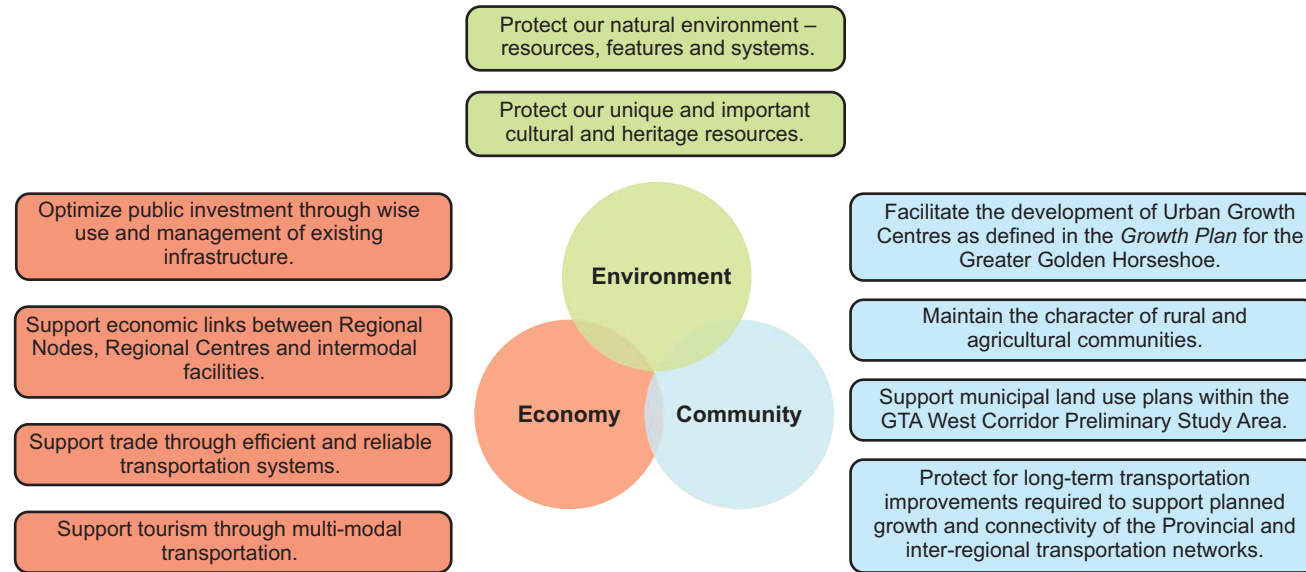 Protect our natural environment –
resources, features and systems.
Protect our unique and important
cultural and heritage resources.
Optimize public investment through wise
use and management of existing
infrastructure.
Support economic links between Regional
Nodes, Regional Centres and intermodal
facilities.
Support trade through efficient and reliable
transportation systems.
Support tourism through multi-modal
transportation.
Environment
Economy
Community
Facilitate the development of Urban Growth
Centres as defined in the Growth Plan for the
Greater Golden Horseshoe.
Maintain the character of rural and
agricultural communities.
Support municipal land use plans within the
GTA West Corridor Preliminary Study Area.
Protect for long-term transportation
improvements required to support planned
growth and connectivity of the Provincial and
inter-regional transportation networks.